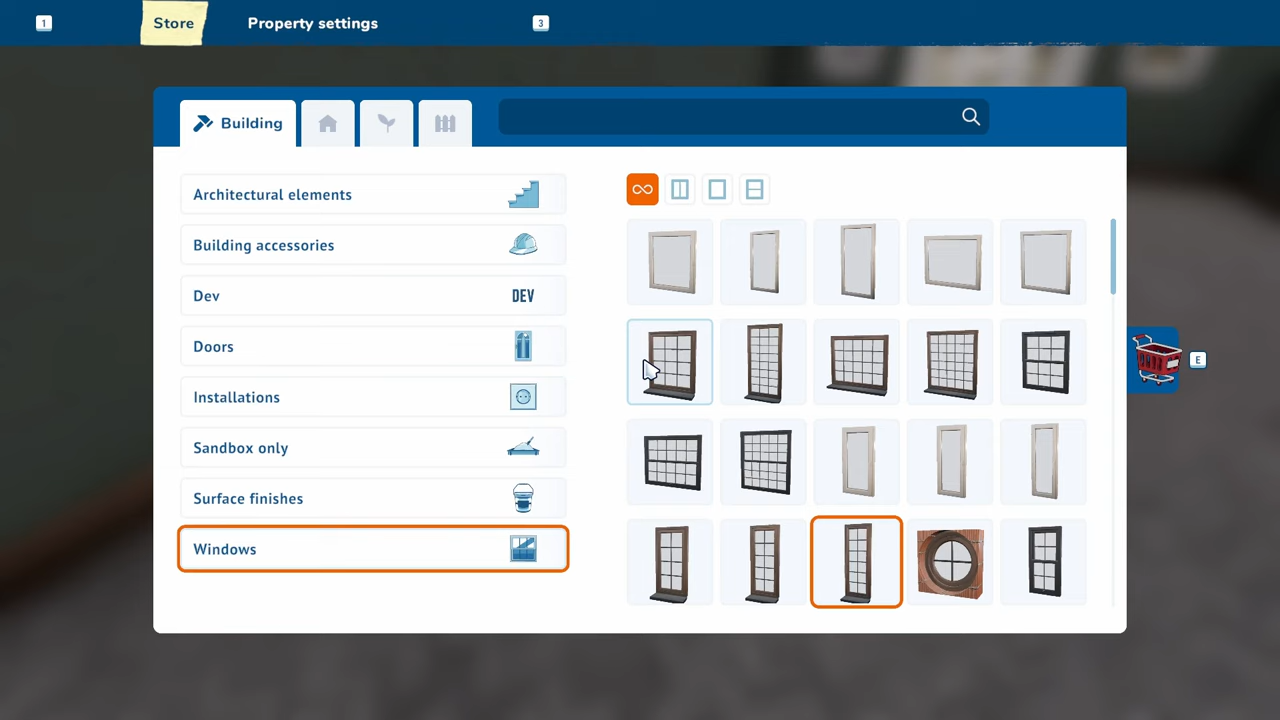 1
Store
Property settings
3
Building
Architectural elements
Building accessories
Dev
DEV
Doors
Installations
Sandbox only
Surface finishes
Windows
E